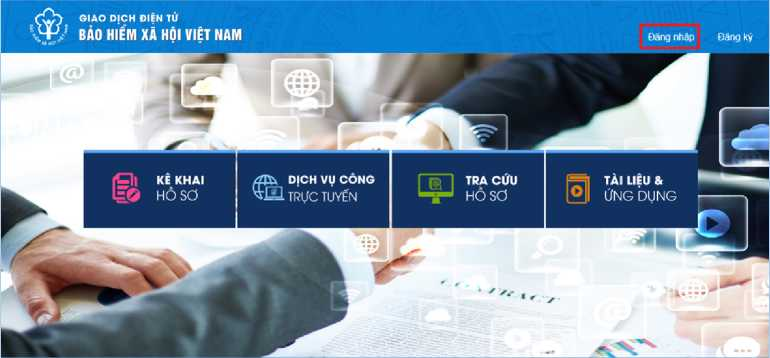 GIAO DỊCH ĐIỆN TỬ
BẢO HIỂM XÃ HỘI VIỆT NAM
Đăng nhập
Đăng ký
KÊ KHAI
HỒ SƠ
DỊCH VỤ CÔNG
TRỰC TUYẾN
TRA CỨU
HỒ SƠ
TÀI LIỆU &
ỨNG DỤNG
CONTRACT